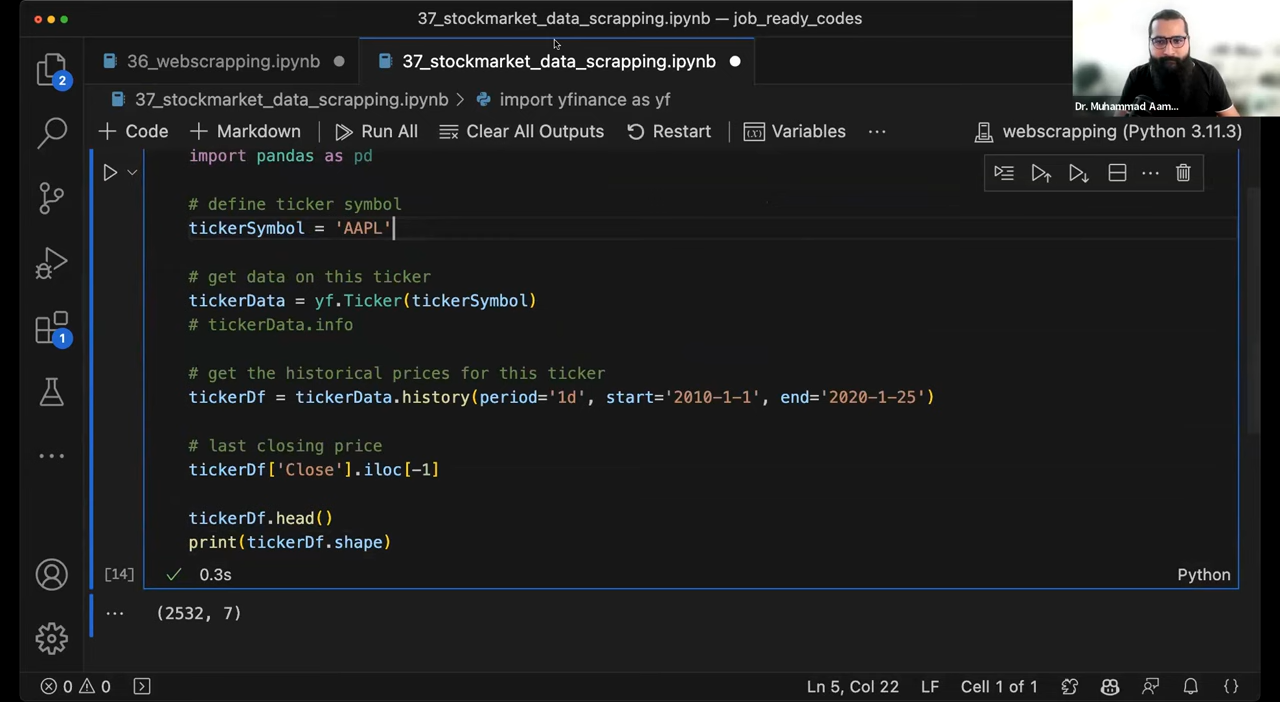 37_stockmarket_data_scrapping.ipynb — job_ready_codes
36_webscrapping.ipynb
37_stockmarket_data_scrapping.ipynb
Dr. Muhammad Aam...
2
37_stockmarket_data_scrapping.ipynb > import yfinance as yf
+ Code + Markdown Run All Clear All Outputs Restart Variables ... webscrapping (Python 3.11.3)
import pandas as pd
# define ticker symbol
tickerSymbol = 'AAPL'
# get data on this ticker
tickerData = yf.Ticker(tickerSymbol)
# tickerData.info
1
# get the historical prices for this ticker
tickerDf = tickerData.history(period='1d', start='2010-1-1', end='2020-1-25')
# last closing price
tickerDf['Close'].iloc[-1]
tickerDf.head()
print(tickerDf.shape)
[14] 0.3s Python
... (2532, 7)
0 0 Ln 5, Col 22 LF Cell 1 of 1 {}